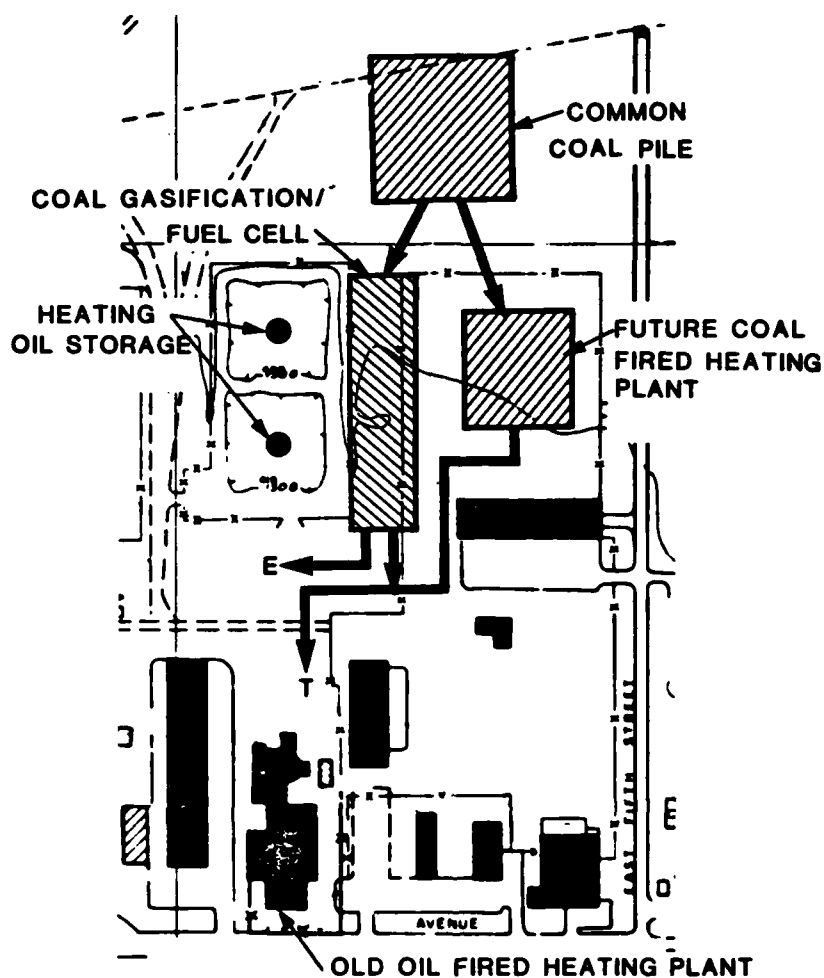 COMMON
COAL PILE
COAL GASIFICATION/
FUEL CELL
HEATING
OIL STORAGE
FUTURE COAL
FIRED HEATING
PLANT
E
T
EAST FIFTH STREET
AVENUE
OLD OIL FIRED HEATING PLANT